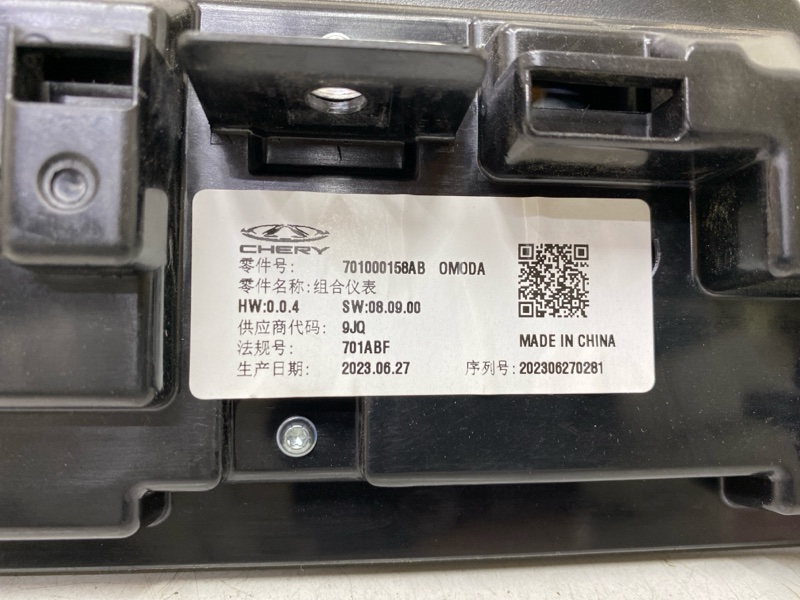 CHERY
零件号: 701000158AB OMODA
零件名称:组合仪表
HW:0.0.4 SW:08.09.00
供应商代码: 9JQ
MADE IN CHINA
法规号: 701ABF
生产日期: 2023.06.27 序列号: 202306270281